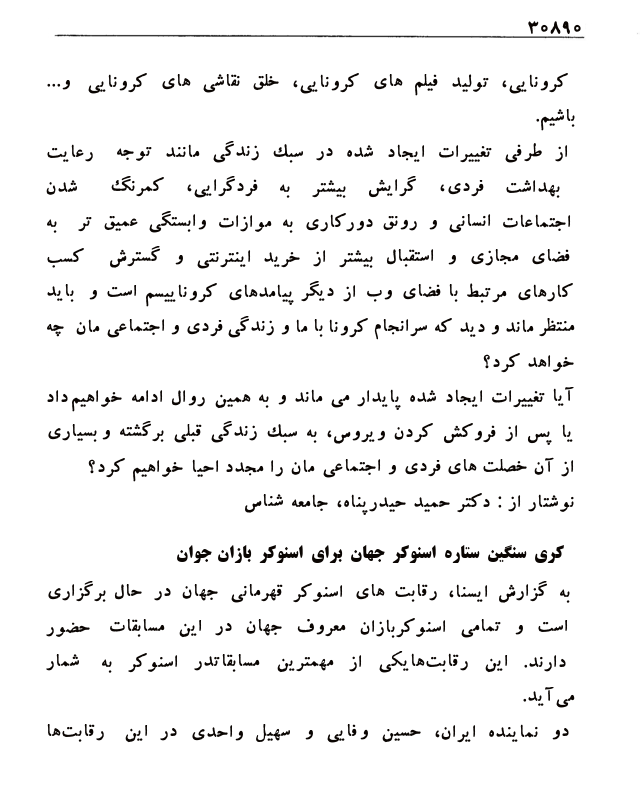 ۳۰۸۹۰
کرونایی، تولید فیلم های کرونایی، خلق نقاشی های کرونایی و...
باشیم.
از طرفی تغییرات ایجاد شده در سبك زندگی مانند توجه رعایت
بهداشت فردی، گرایش بیشتر به فردگرایی، کمرنگ شدن
اجتماعات انسانی و رونق دورکاری به موازات وابستگی عمیق تر به
فضای مجازی و استقبال بیشتر از خرید اینترنتی و گسترش کسب
کارهای مرتبط با فضای وب از دیگر پیامدهای کروناییسم است و باید
منتظر ماند و دید که سرانجام کرونا با ما و زندگی فردی و اجتماعی مان چه
خواهد کرد؟
آیا تغییرات ایجاد شده پایدار می ماند و به همین روال ادامه خواهیم داد
یا پس از فروکش کردن ویروس، به سبك زندگی قبلی برگشته و بسیاری
از آن خصلت های فردی و اجتماعی مان را مجدد احیا خواهیم کرد؟
نوشتار از : دکتر حمید حیدرپناه، جامعه شناس
کری سنگین ستاره اسنوکر جهان برای اسنوکر بازان جوان
به گزارش ایسنا، رقابت های اسنوکر قهرمانی جهان در حال برگزاری
است و تمامی اسنوکربازان معروف جهان در این مسابقات حضور
دارند. این رقابت‌هایکی از مهمترین مسابقاتدر اسنوکر به شمار
می آید.
دو نماینده ایران، حسین وفایی و سهیل واحدی در این رقابت‌ها